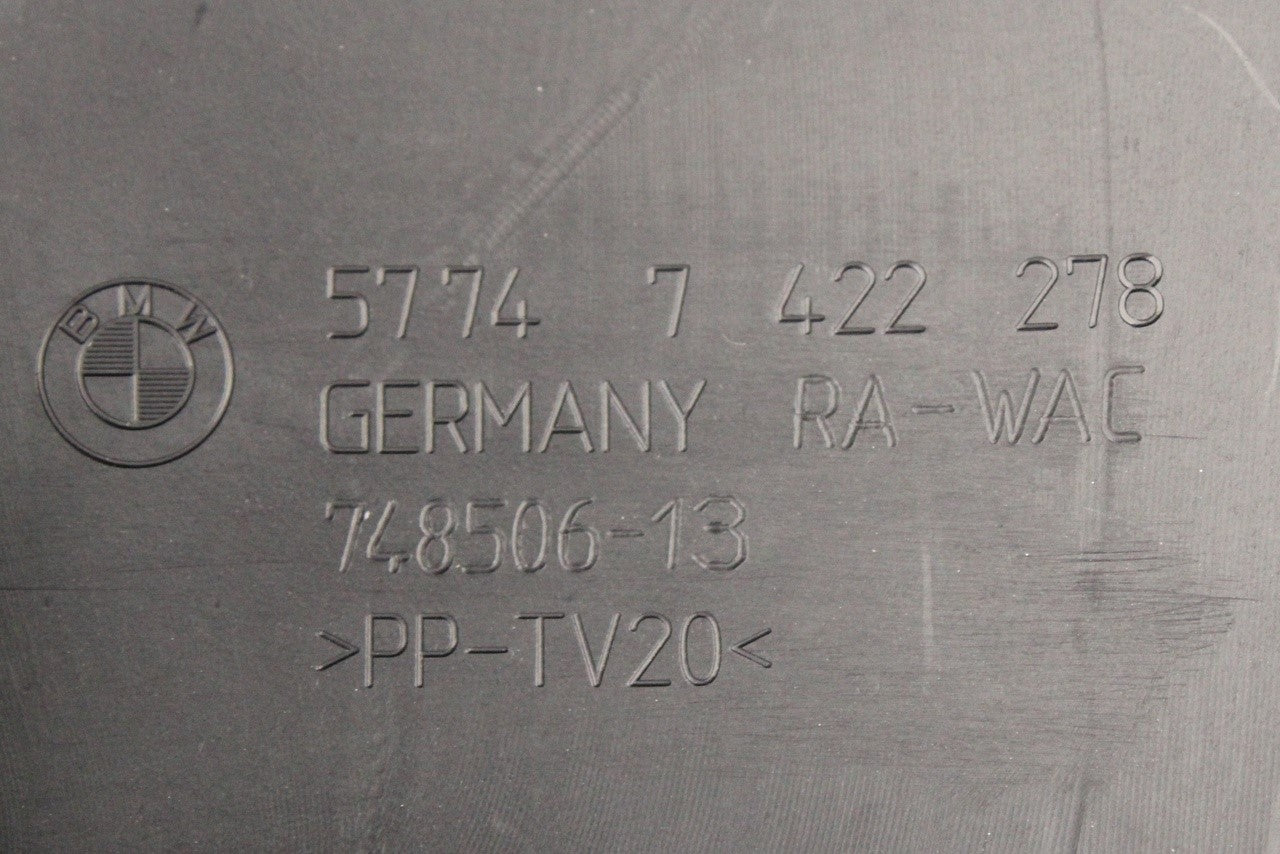 BMW
5774 7 422 278
GERMANY RA-WAC
748506-13
>PP-TV20<